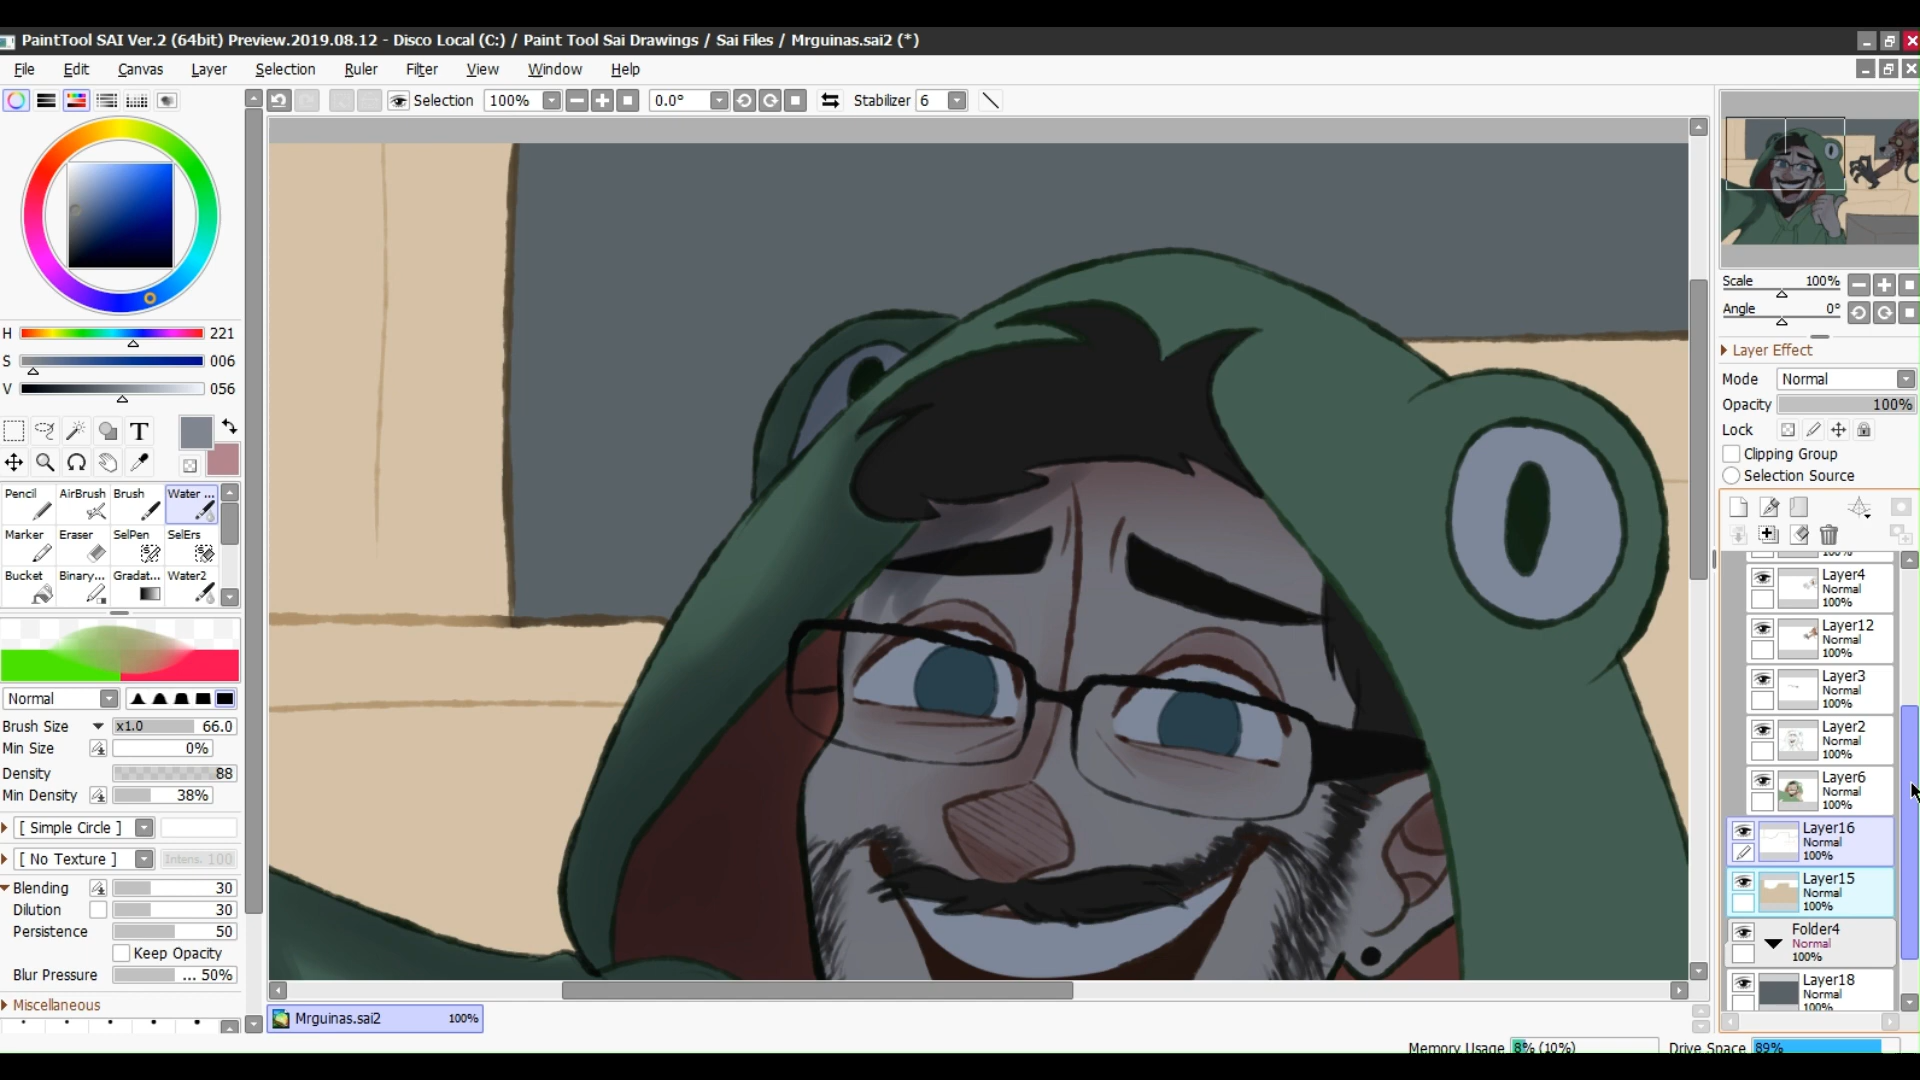 PaintTool SAI Ver.2 (64bit) Preview.2019.08.12 - Disco Local (C:) / Paint Tool Sai Drawings / Sai Files / Mrguinas.sai2 (*)
File Edit Canvas Layer Selection Ruler Filter View Window Help
Selection 100% 0.0° Stabilizer 6
H 221
S 006
V 056
T
Pencil AirBrush Brush Water ...
Marker Eraser SelPen SelErs
Bucket Binary... Gradat... Water2
Normal
Brush Size x1.0 66.0
Min Size 0%
Density 88
Min Density 38%
[ Simple Circle ]
[ No Texture ] Intens. 100
Blending 30
Dilution 30
Persistence 50
Keep Opacity
Blur Pressure ... 50%
Miscellaneous
Mrguinas.sai2 100%
Scale 100%
Angle 0°
Layer Effect
Mode Normal
Opacity 100%
Lock
Clipping Group
Selection Source
100%
Layer4
Normal
100%
Layer12
Normal
100%
Layer3
Normal
100%
Layer2
Normal
100%
Layer6
Normal
100%
Layer16
Normal
100%
Layer15
Normal
100%
Folder4
Normal
100%
Layer18
Normal
100%
Memory Usage 8% (10%) Drive Space 89%